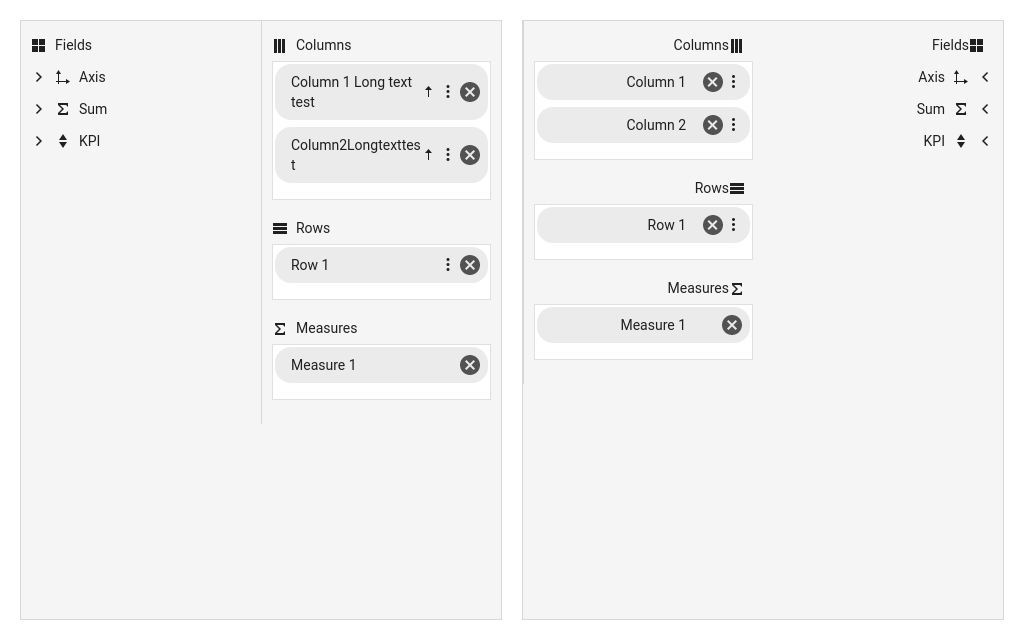 Fields
Axis
Sum
KPI
Columns
Column 1 Long text
test
Column2Longtexttes
t
Rows
Row 1
Measures
Measure 1
Columns
Column 1
Column 2
Rows
Row 1
Measures
Measure 1
Fields
Axis
Sum
KPI